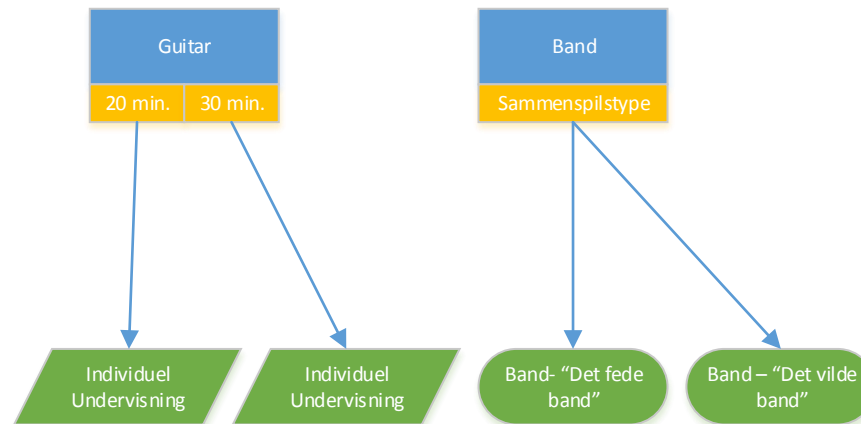 Guitar
20 min.
30 min.
Band
Sammenspilstype
Individuel
Undervisning
Individuel
Undervisning
Band- “Det fede
band”
Band – “Det vilde
band”